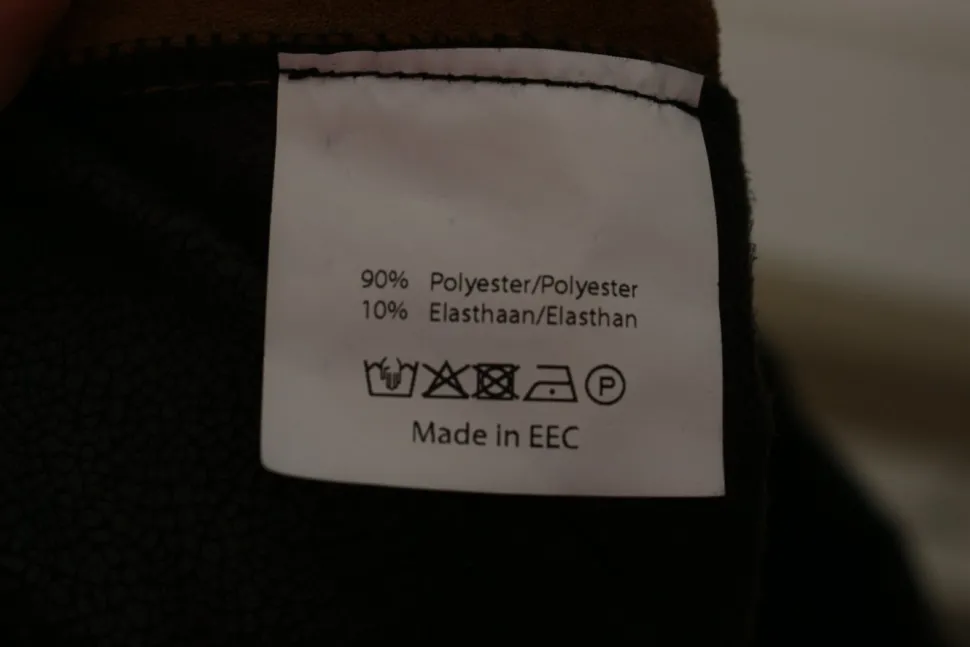 90% Polyester/Polyester
10% Elasthaan/Elasthan
P
Made in EEC